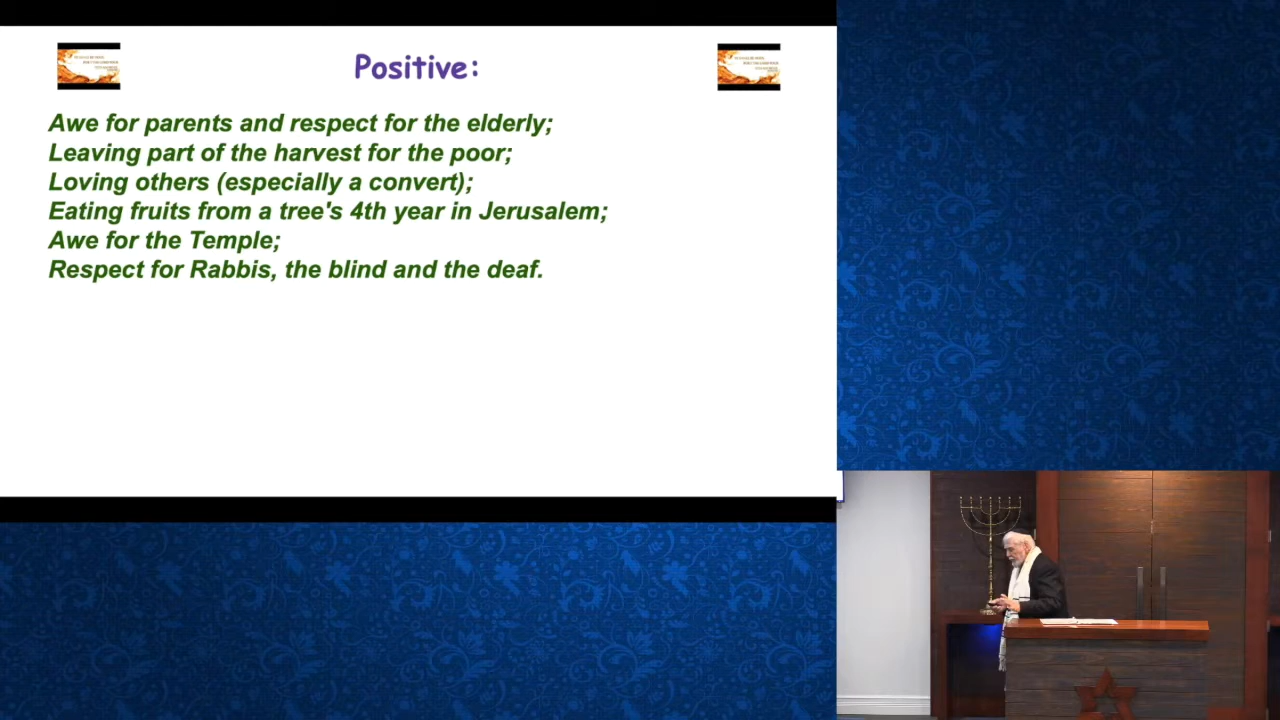 Positive:
Awe for parents and respect for the elderly;
Leaving part of the harvest for the poor;
Loving others (especially a convert);
Eating fruits from a tree's 4th year in Jerusalem;
Awe for the Temple;
Respect for Rabbis, the blind and the deaf.